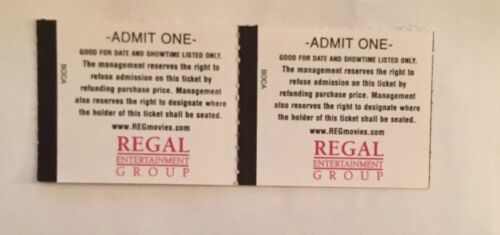 -ADMIT ONE-
GOOD FOR DATE AND SHOWTIME LISTED ONLY.
The management reserves the right to
refuse admission on this ticket by
refunding purchase price. Management
also reserves the right to designate where
the holder of this ticket shall be seated.
www.REGmovies.com
REGAL
ENTERTAINMENT
GROUP
BOCA
-ADMIT ONE-
GOOD FOR DATE AND SHOWTIME LISTED ONLY.
The management reserves the right to
refuse admission on this ticket by
refunding purchase price. Management
also reserves the right to designate where
the holder of this ticket shall be seated.
www.REGmovies.com
REGAL
ENTERTAINMENT
GROUP
BOCA